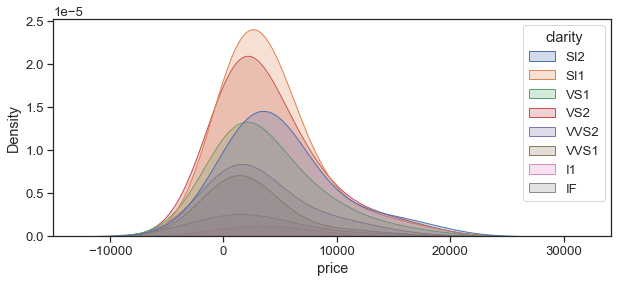 1e−5
2.5
2.0
1.5
1.0
0.5
0.0
Density
−10000 0 10000 20000 30000
price
clarity
SI2
SI1
VS1
VS2
VVS2
VVS1
I1
IF